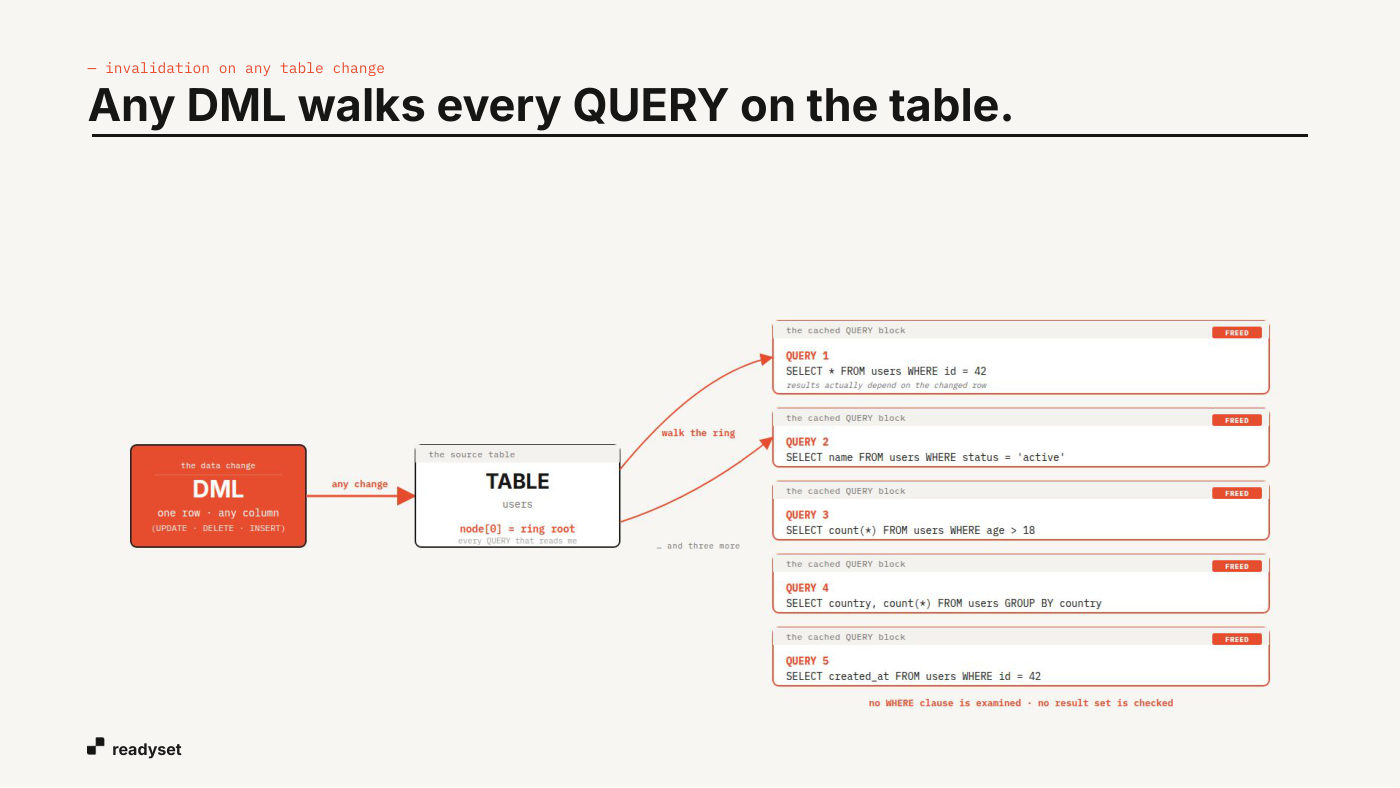 — invalidation on any table change
Any DML walks every QUERY on the table.
the data change
DML
one row · any column
(UPDATE · DELETE · INSERT)
any change
the source table
TABLE
users
node[0] = ring root
every QUERY that reads me
walk the ring
… and three more
the cached QUERY block
FREED
QUERY 1
SELECT * FROM users WHERE id = 42
results actually depend on the changed row
the cached QUERY block
FREED
QUERY 2
SELECT name FROM users WHERE status = 'active'
the cached QUERY block
FREED
QUERY 3
SELECT count(*) FROM users WHERE age > 18
the cached QUERY block
FREED
QUERY 4
SELECT country, count(*) FROM users GROUP BY country
the cached QUERY block
FREED
QUERY 5
SELECT created_at FROM users WHERE id = 42
no WHERE clause is examined · no result set is checked
readyset